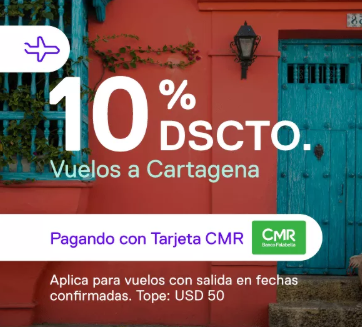 10%
DSCTO.
Vuelos a Cartagena
Pagando con Tarjeta CMR
CMR
Banco Falabella
Aplica para vuelos con salida en fechas
confirmadas. Tope: USD 50